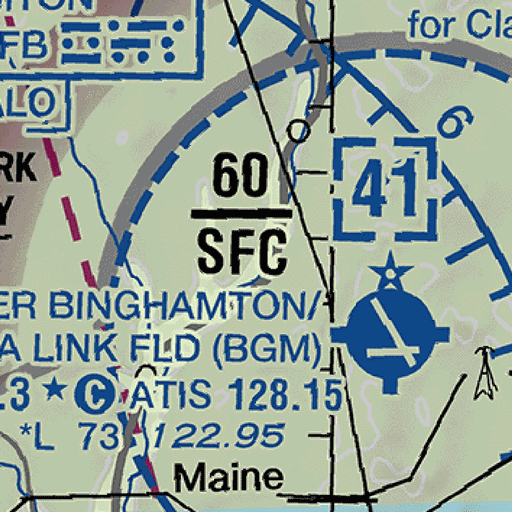 TON
FB
for Cla
ALO
6
RK
Y
60
SFC
41
ER BINGHAMTON/
A LINK FLD (BGM)
.3 ★ C ATIS 128.15
*L 73 122.95
Maine